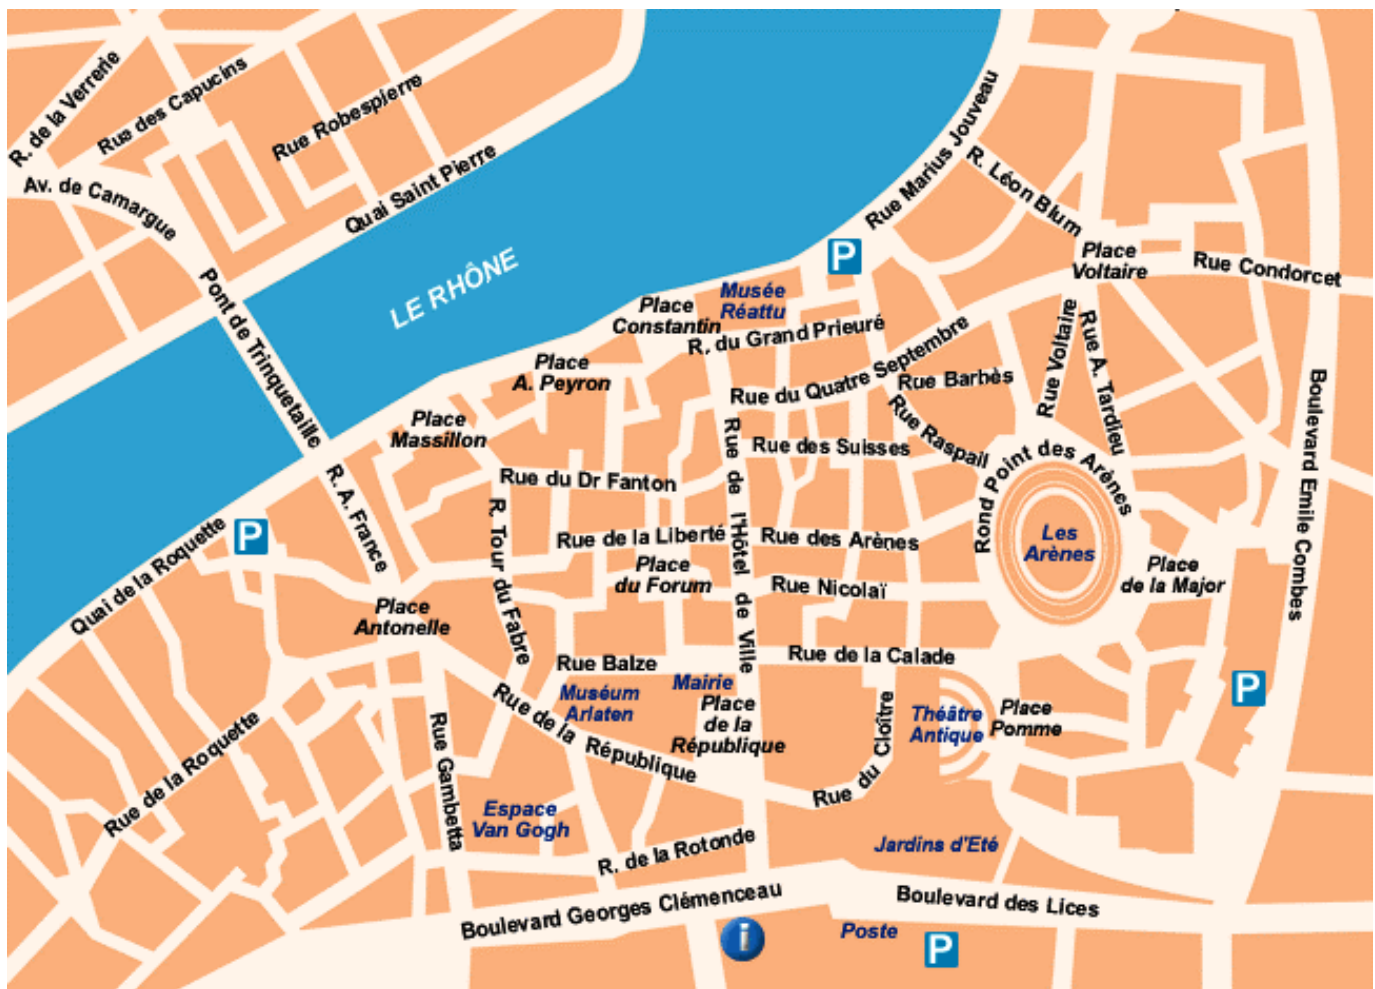 R. de la Verrerie
Rue des Capucins
Rue Robespierre
Quai Saint Pierre
Av. de Camargue
Pont de Trinquetaille
LE RHÔNE
Rue Marius Jouveau
R. Léon Blum
P
Place
Voltaire
Rue Condorcet
Musée
Réattu
Place
Constantin
R. du Grand Prieuré
Place
A. Peyron
Rue du Quatre Septembre
Rue Barbès
Rue Voltaire
Rue A. Tardieu
Boulevard Emile Combes
Place
Massillon
Rue Raspail
Rue des Suisses
Rond Point des Arènes
Rue de l'Hôtel de Ville
Rue du Dr Fanton
R. A. France
R. Tour du Fabre
P
Quai de la Roquette
Rue de la Liberté
Rue des Arènes
Les
Arènes
Place
du Forum
Rue Nicolaï
Place
de la Major
Place
Antonelle
Rue Balze
Rue de la Calade
Muséum
Arlaten
Mairie
Place
de la
République
Rue du Cloître
Théâtre
Antique
Place
Pomme
P
Rue de la République
Rue de la Roquette
Rue Gambetta
Espace
Van Gogh
R. de la Rotonde
Jardins d'Eté
Boulevard Georges Clémenceau
Boulevard des Lices
i
Poste
P